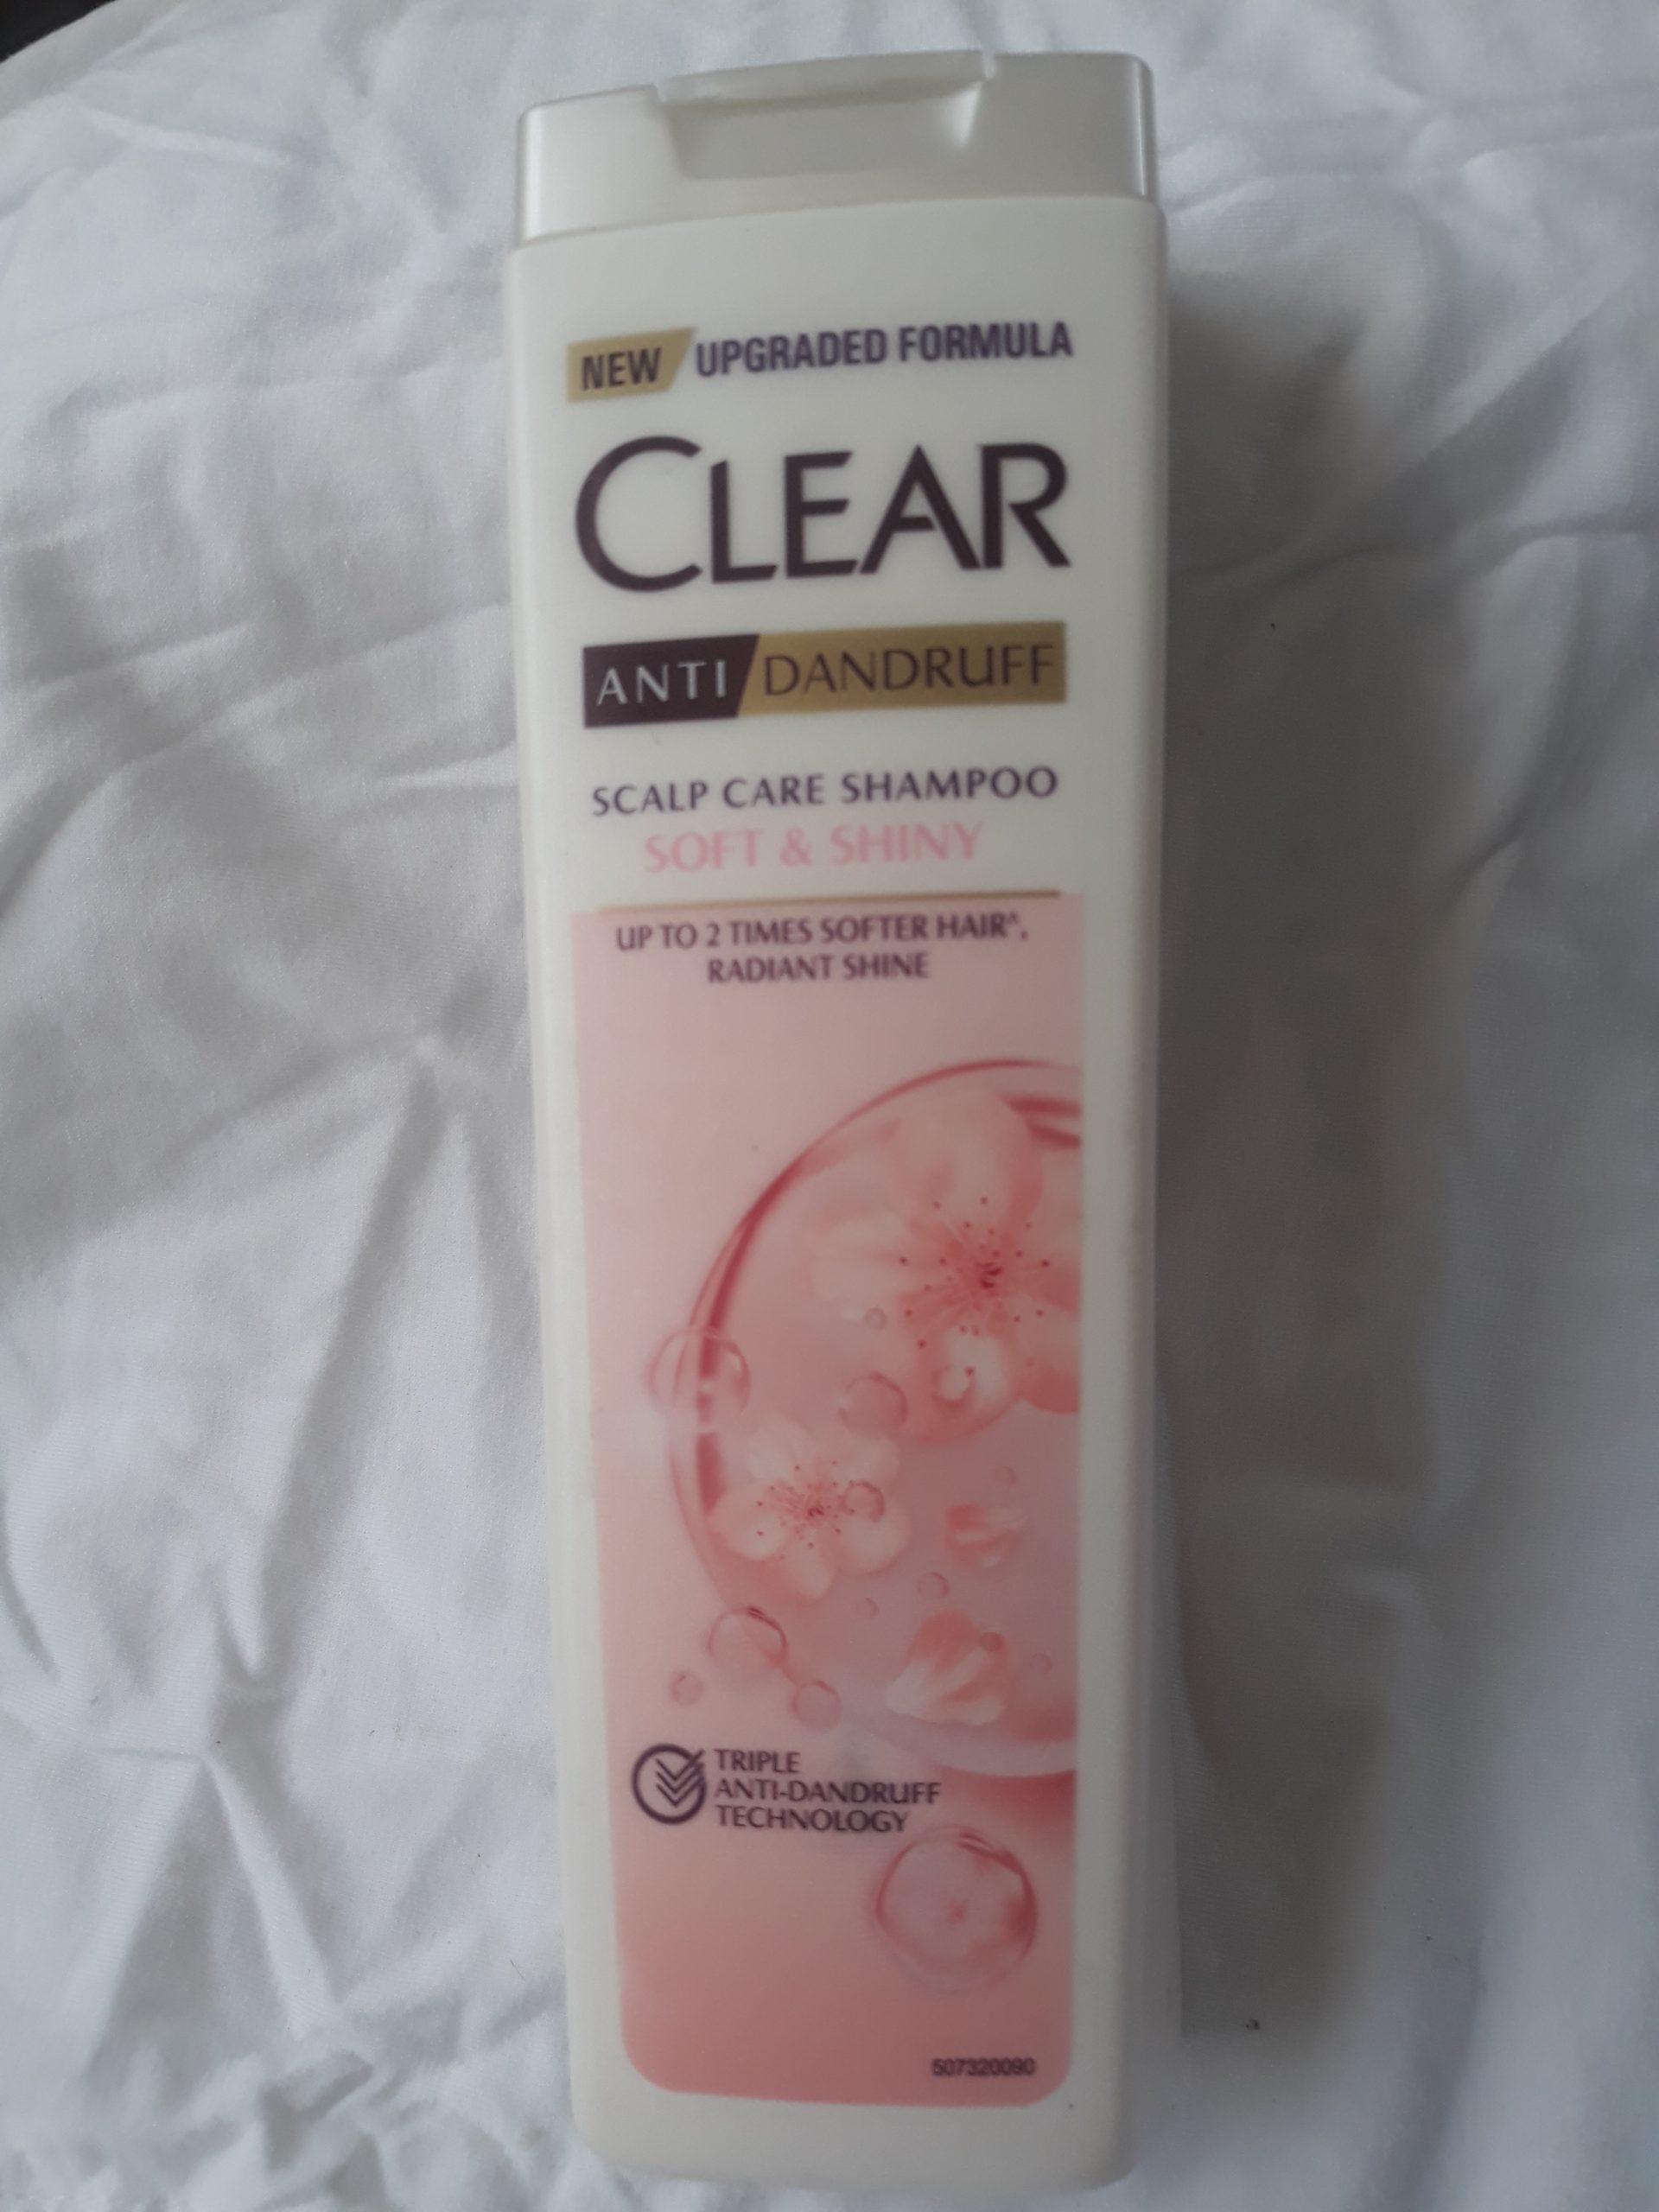 NEW UPGRADED FORMULA
CLEAR
ANTI DANDRUFF
SCALP CARE SHAMPOO
SOFT & SHINY
UP TO 2 TIMES SOFTER HAIR^,
RADIANT SHINE
TRIPLE
ANTI-DANDRUFF
TECHNOLOGY
507320090